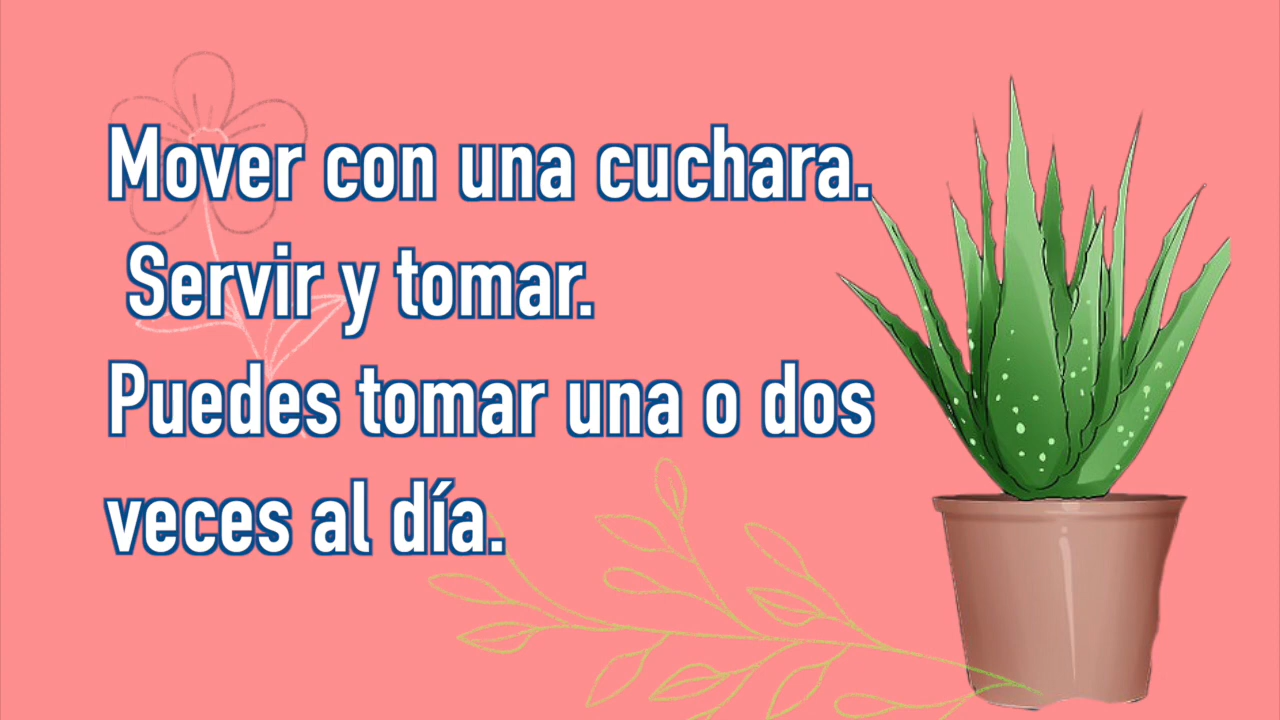 Mover con una cuchara.
Servir y tomar.
Puedes tomar una o dos
veces al día.